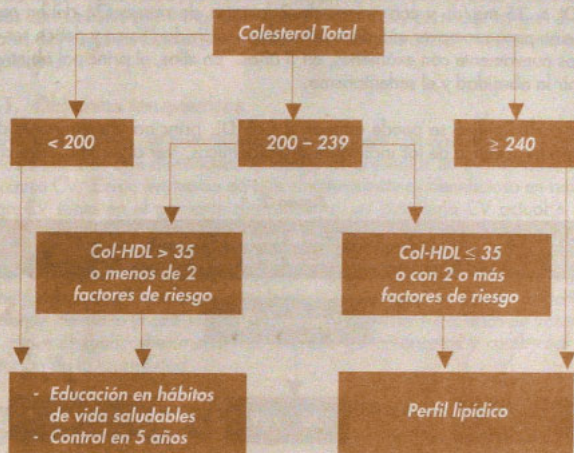 Colesterol Total
< 200
200 – 239
≥ 240
Col-HDL > 35
o menos de 2
factores de riesgo
Col-HDL ≤ 35
o con 2 o más
factores de riesgo
- Educación en hábitos
de vida saludables
- Control en 5 años
Perfil lipídico